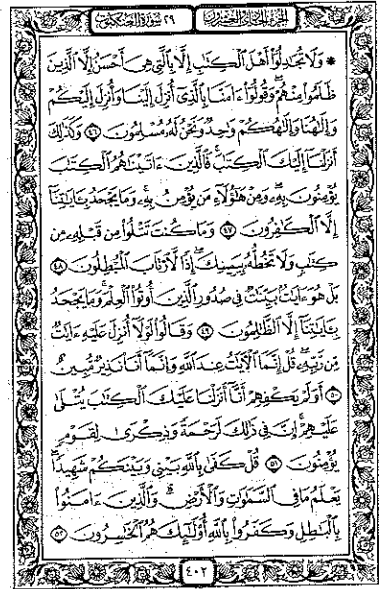 الجزء الحادي والعشرون ٢٩ سورة العنكبوت
* وَلَا تُجَٰدِلُوٓا۟ أَهْلَ ٱلْكِتَٰبِ إِلَّا بِٱلَّتِى هِىَ أَحْسَنُ إِلَّا ٱلَّذِينَ
ظَلَمُوا۟ مِنْهُمْ وَقُولُوٓا۟ ءَامَنَّا بِٱلَّذِىٓ أُنزِلَ إِلَيْنَا وَأُنزِلَ إِلَيْكُمْ
وَإِلَٰهُنَا وَإِلَٰهُكُمْ وَٰحِدٌ وَنَحْنُ لَهُۥ مُسْلِمُونَ ٤٦ وَكَذَٰلِكَ
أَنزَلْنَآ إِلَيْكَ ٱلْكِتَٰبَ فَٱلَّذِينَ ءَاتَيْنَٰهُمُ ٱلْكِتَٰبَ
يُؤْمِنُونَ بِهِۦ وَمِنْ هَٰٓؤُلَآءِ مَن يُؤْمِنُ بِهِۦ وَمَا يَجْحَدُ بِـَٔايَٰتِنَآ
إِلَّا ٱلْكَٰفِرُونَ ٤٧ وَمَا كُنتَ تَتْلُوا۟ مِن قَبْلِهِۦ مِن
كِتَٰبٍ وَلَا تَخُطُّهُۥ بِيَمِينِكَ إِذًا لَّٱرْتَابَ ٱلْمُبْطِلُونَ ٤٨
بَلْ هُوَ ءَايَٰتٌۢ بَيِّنَٰتٌ فِى صُدُورِ ٱلَّذِينَ أُوتُوا۟ ٱلْعِلْمَ وَمَا يَجْحَدُ
بِـَٔايَٰتِنَآ إِلَّا ٱلظَّٰلِمُونَ ٤٩ وَقَالُوا۟ لَوْلَآ أُنزِلَ عَلَيْهِ ءَايَٰتٌ
مِّن رَّبِّهِۦ قُلْ إِنَّمَا ٱلْءَايَٰتُ عِندَ ٱللَّهِ وَإِنَّمَآ أَنَا۠ نَذِيرٌ مُّبِينٌ
٥٠ أَوَلَمْ يَكْفِهِمْ أَنَّآ أَنزَلْنَا عَلَيْكَ ٱلْكِتَٰبَ يُتْلَىٰ
عَلَيْهِمْ إِنَّ فِى ذَٰلِكَ لَرَحْمَةً وَذِكْرَىٰ لِقَوْمٍ
يُؤْمِنُونَ ٥١ قُلْ كَفَىٰ بِٱللَّهِ بَيْنِى وَبَيْنَكُمْ شَهِيدًا
يَعْلَمُ مَا فِى ٱلسَّمَٰوَٰتِ وَٱلْأَرْضِ وَٱلَّذِينَ ءَامَنُوا۟
بِٱلْبَٰطِلِ وَكَفَرُوا۟ بِٱللَّهِ أُو۟لَٰٓئِكَ هُمُ ٱلْخَٰسِرُونَ ٥٢
٤٠٢